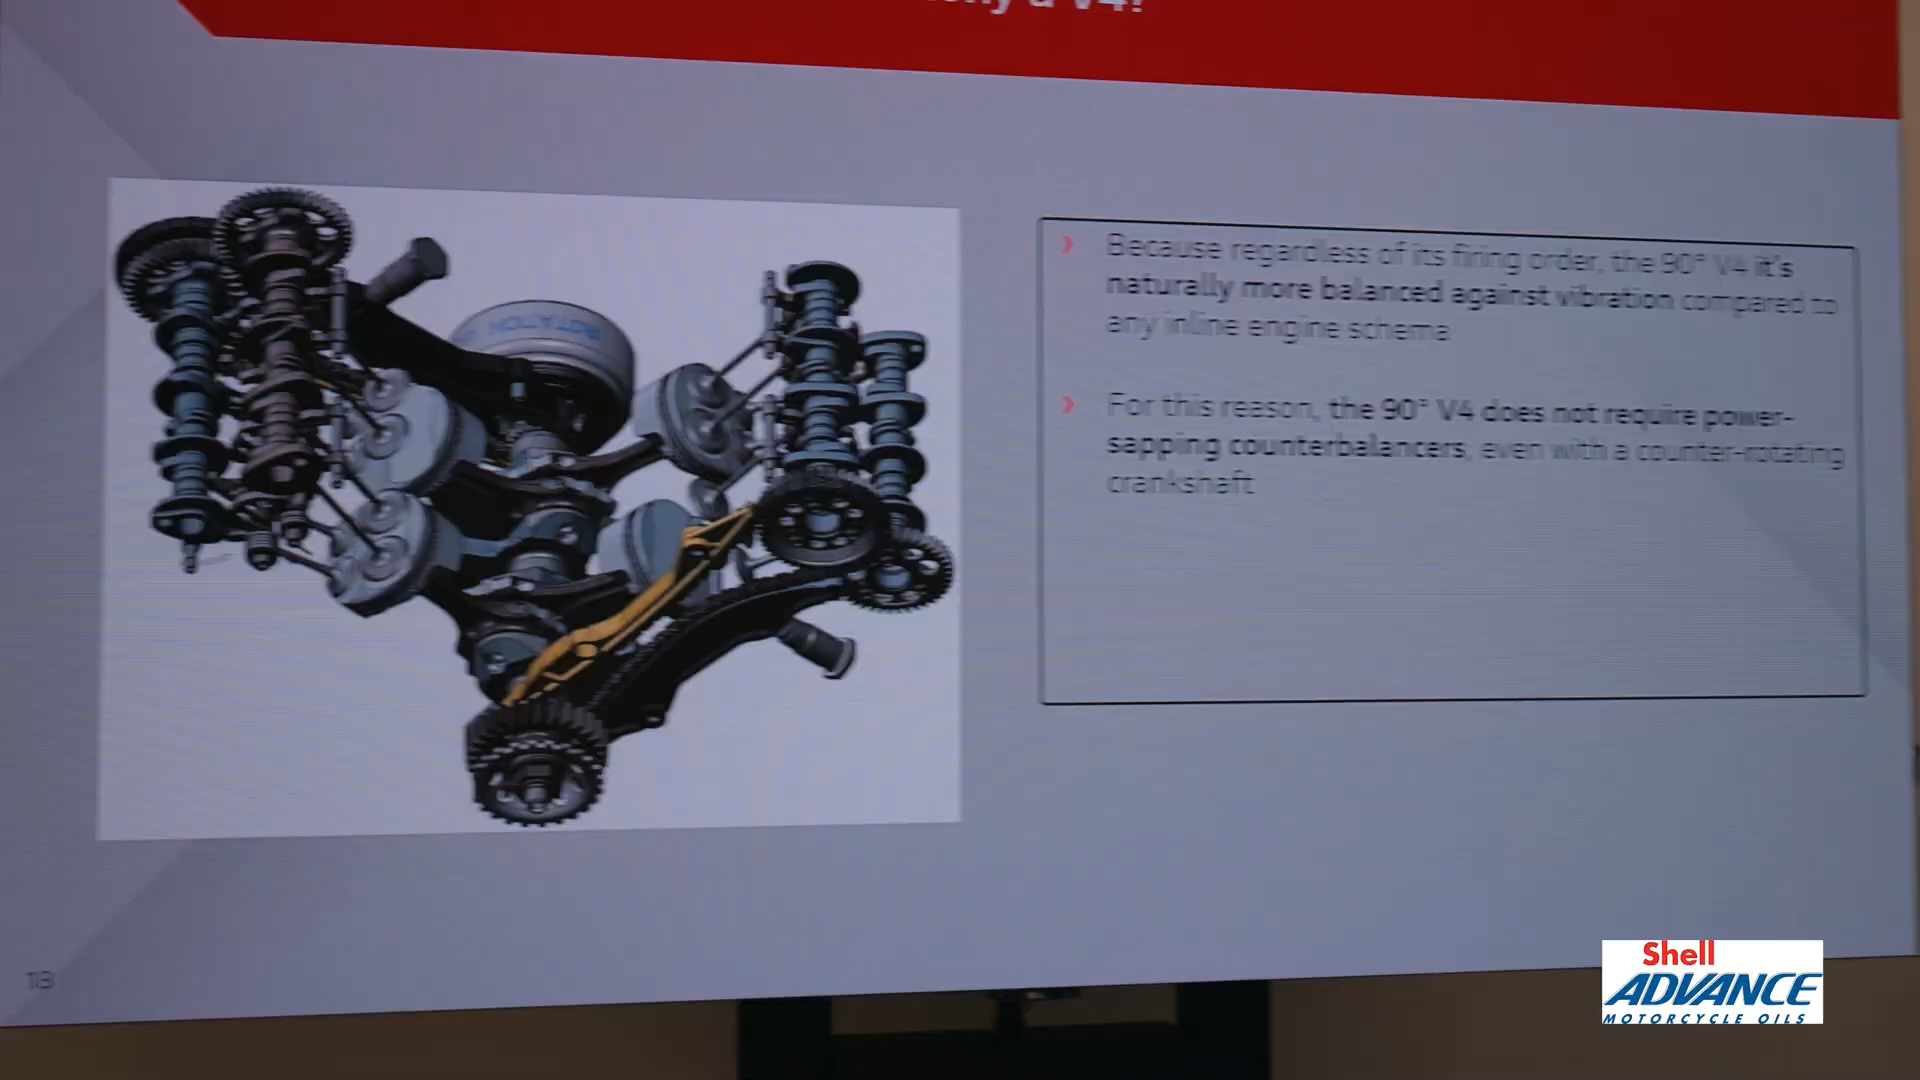 a V4?
ROTATION
Because regardless of its firing order, the 90° V4 it's
naturally more balanced against vibration compared to
any inline engine schema
For this reason, the 90° V4 does not require power-
sapping counterbalancers, even with a counter-rotating
crankshaft
18
Shell
ADVANCE
MOTORCYCLE OILS